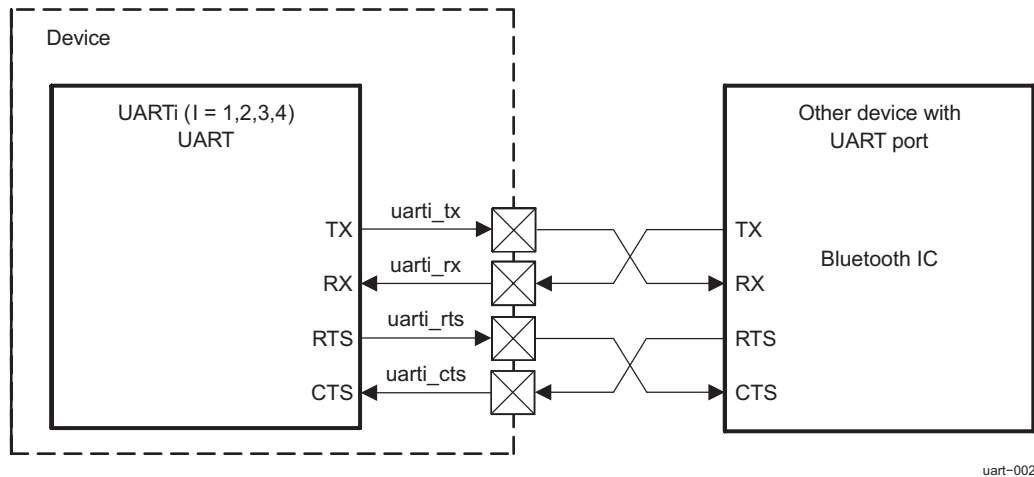 Device
UARTi (I = 1,2,3,4)
UART
Other device with
UART port
TX
uarti_tx
TX
Bluetooth IC
RX
uarti_rx
RX
RTS
uarti_rts
RTS
CTS
uarti_cts
CTS
uart−002